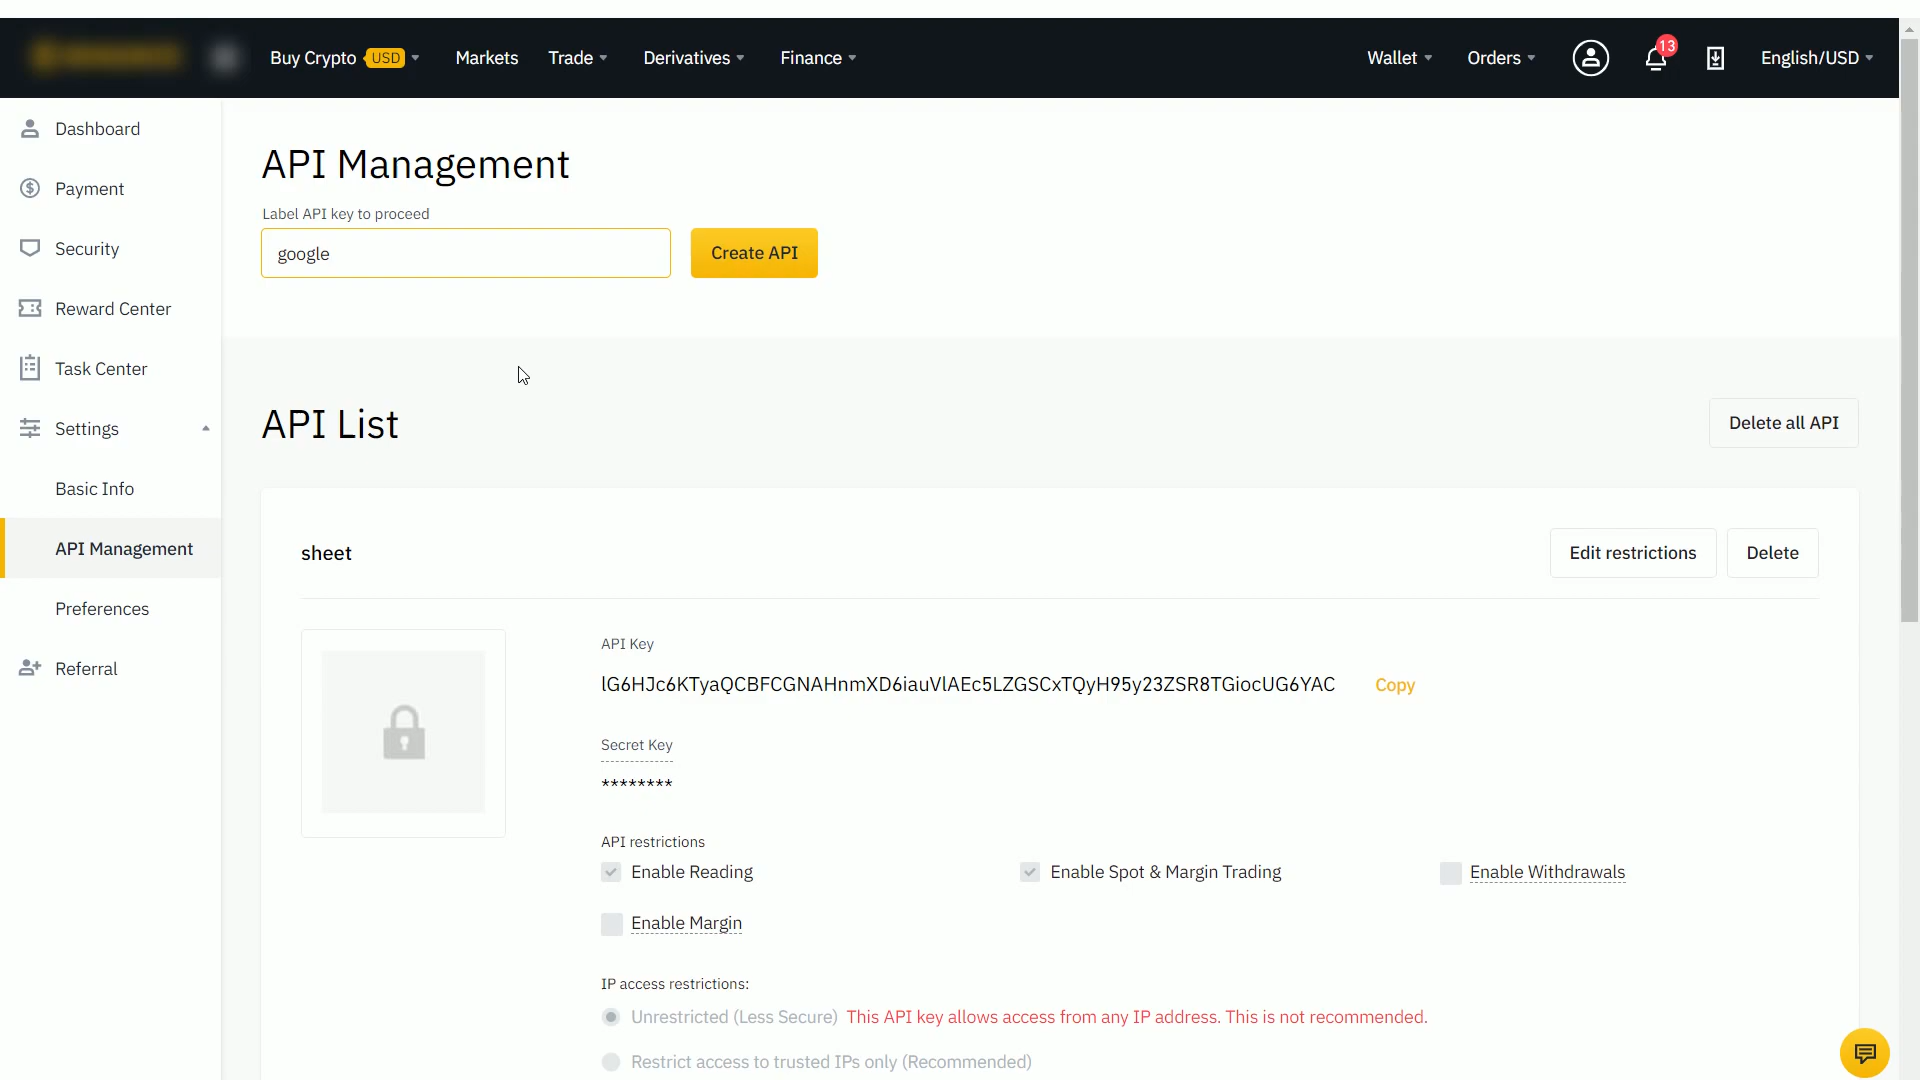 Buy Crypto USD
Markets
Trade
Derivatives
Finance
Wallet
Orders
13
English/USD
Dashboard
Payment
Security
Reward Center
Task Center
Settings
Basic Info
API Management
Preferences
Referral
API Management
Label API key to proceed
google
Create API
API List
Delete all API
sheet
Edit restrictions
Delete
API Key
lG6HJc6KTyaQCBFCGNAHnmXD6iauVlAEc5LZGSCxTQyH95y23ZSR8TGiocUG6YAC
Copy
Secret Key
********
API restrictions
Enable Reading
Enable Spot & Margin Trading
Enable Withdrawals
Enable Margin
IP access restrictions:
Unrestricted (Less Secure) This API key allows access from any IP address. This is not recommended.
Restrict access to trusted IPs only (Recommended)